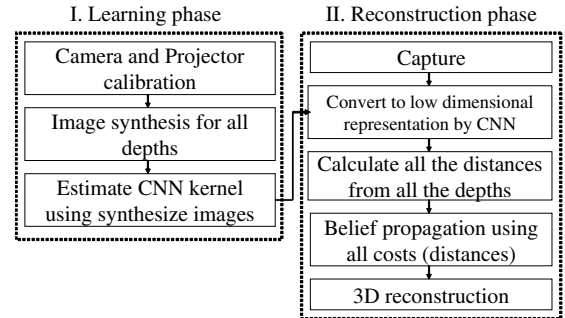 I. Learning phase
Camera and Projector
calibration
Image synthesis for all
depths
Estimate CNN kernel
using synthesize images
II. Reconstruction phase
Capture
Convert to low dimensional
representation by CNN
Calculate all the distances
from all the depths
Belief propagation using
all costs (distances)
3D reconstruction